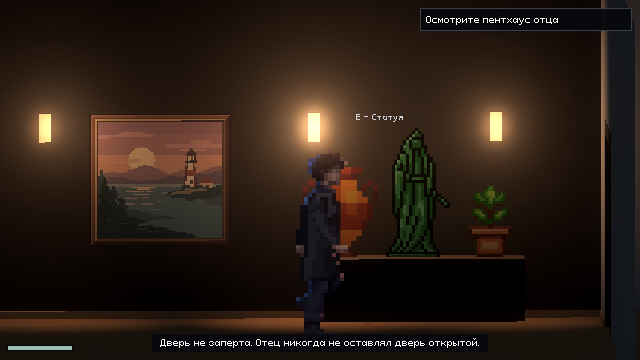 Осмотрите пентхаус отца
E - Статуя
Дверь не заперта. Отец никогда не оставлял дверь открытой.